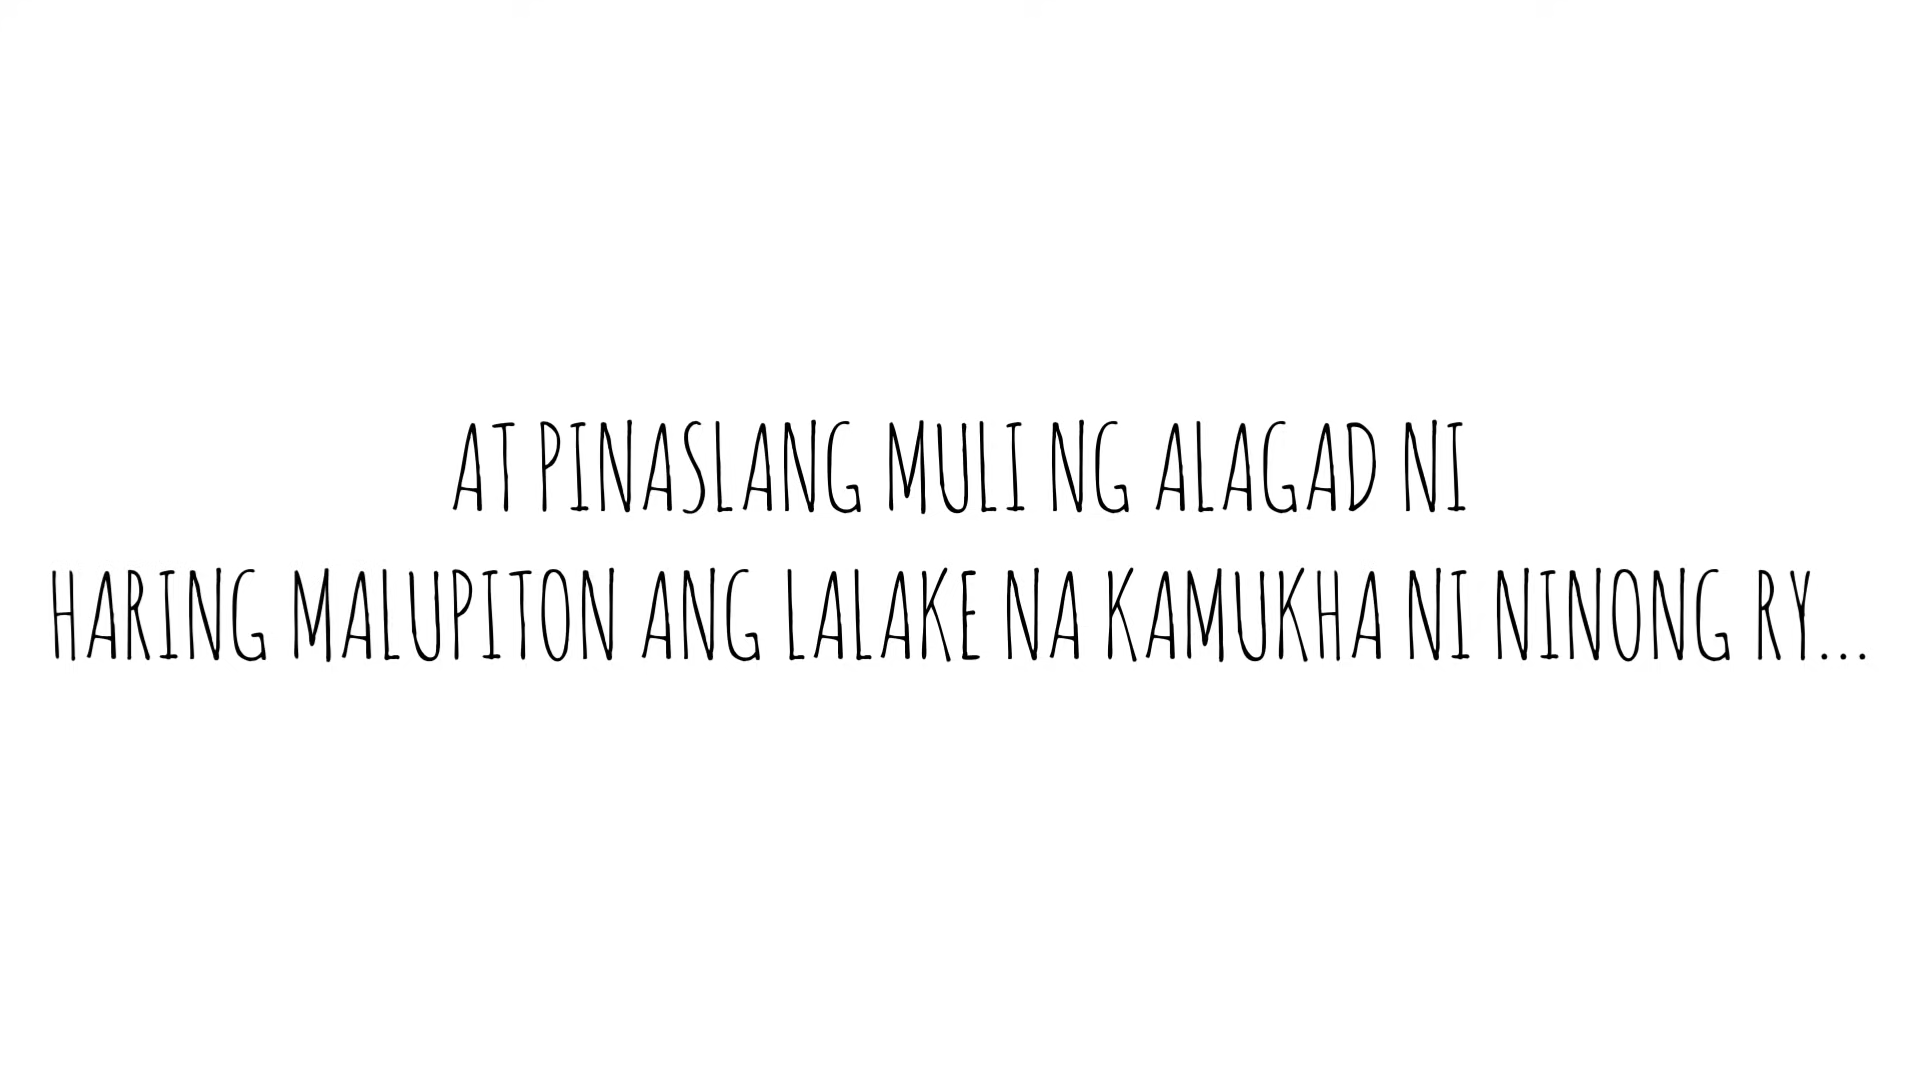 AT PINASLANG MULI NG ALAGAD NI
HARING MALUPITON ANG LALAKE NA KAMUKHA NI NINONG RY...